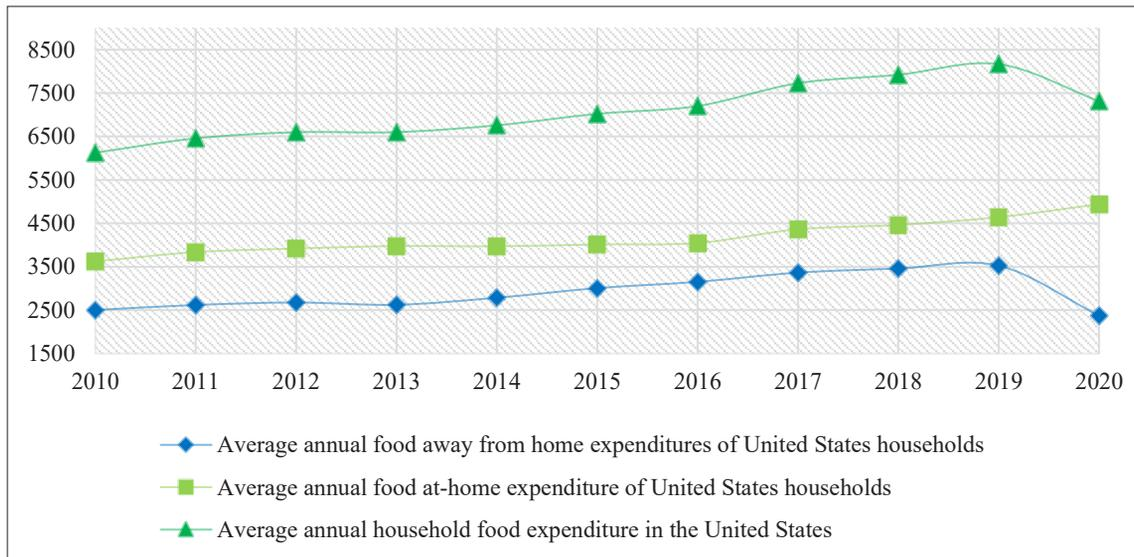 8500
7500
6500
5500
4500
3500
2500
1500
2010 2011 2012 2013 2014 2015 2016 2017 2018 2019 2020
Average annual food away from home expenditures of United States households
Average annual food at-home expenditure of United States households
Average annual household food expenditure in the United States